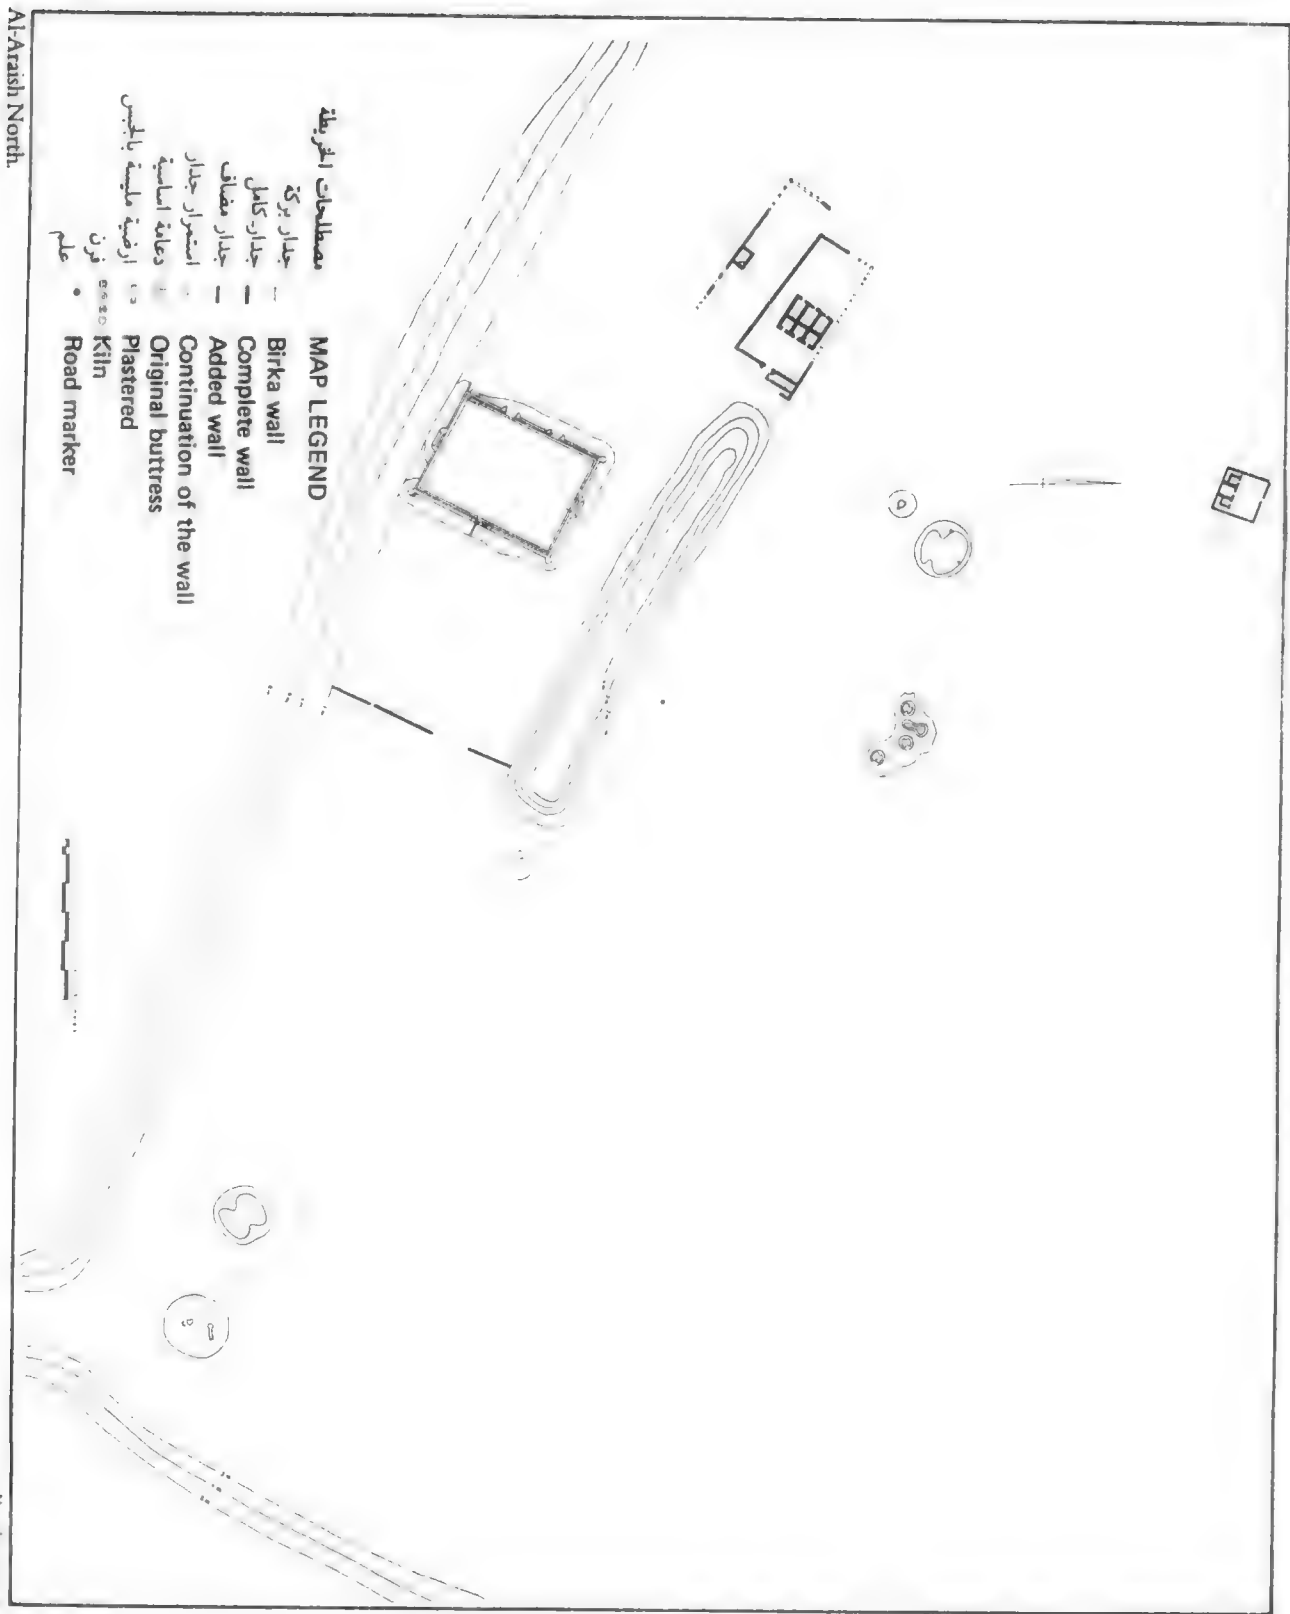 مصطلحات الخريطة
MAP LEGEND
جدار بركة
Birka wall
جدار كامل
Complete wall
جدار مضاف
Added wall
استمرار جدار
Continuation of the wall
دعامة اساسية
Original buttress
ارضية مليسة بالجبس
Plastered
فرن
Kiln
علم
Road marker
Al-Araish North.